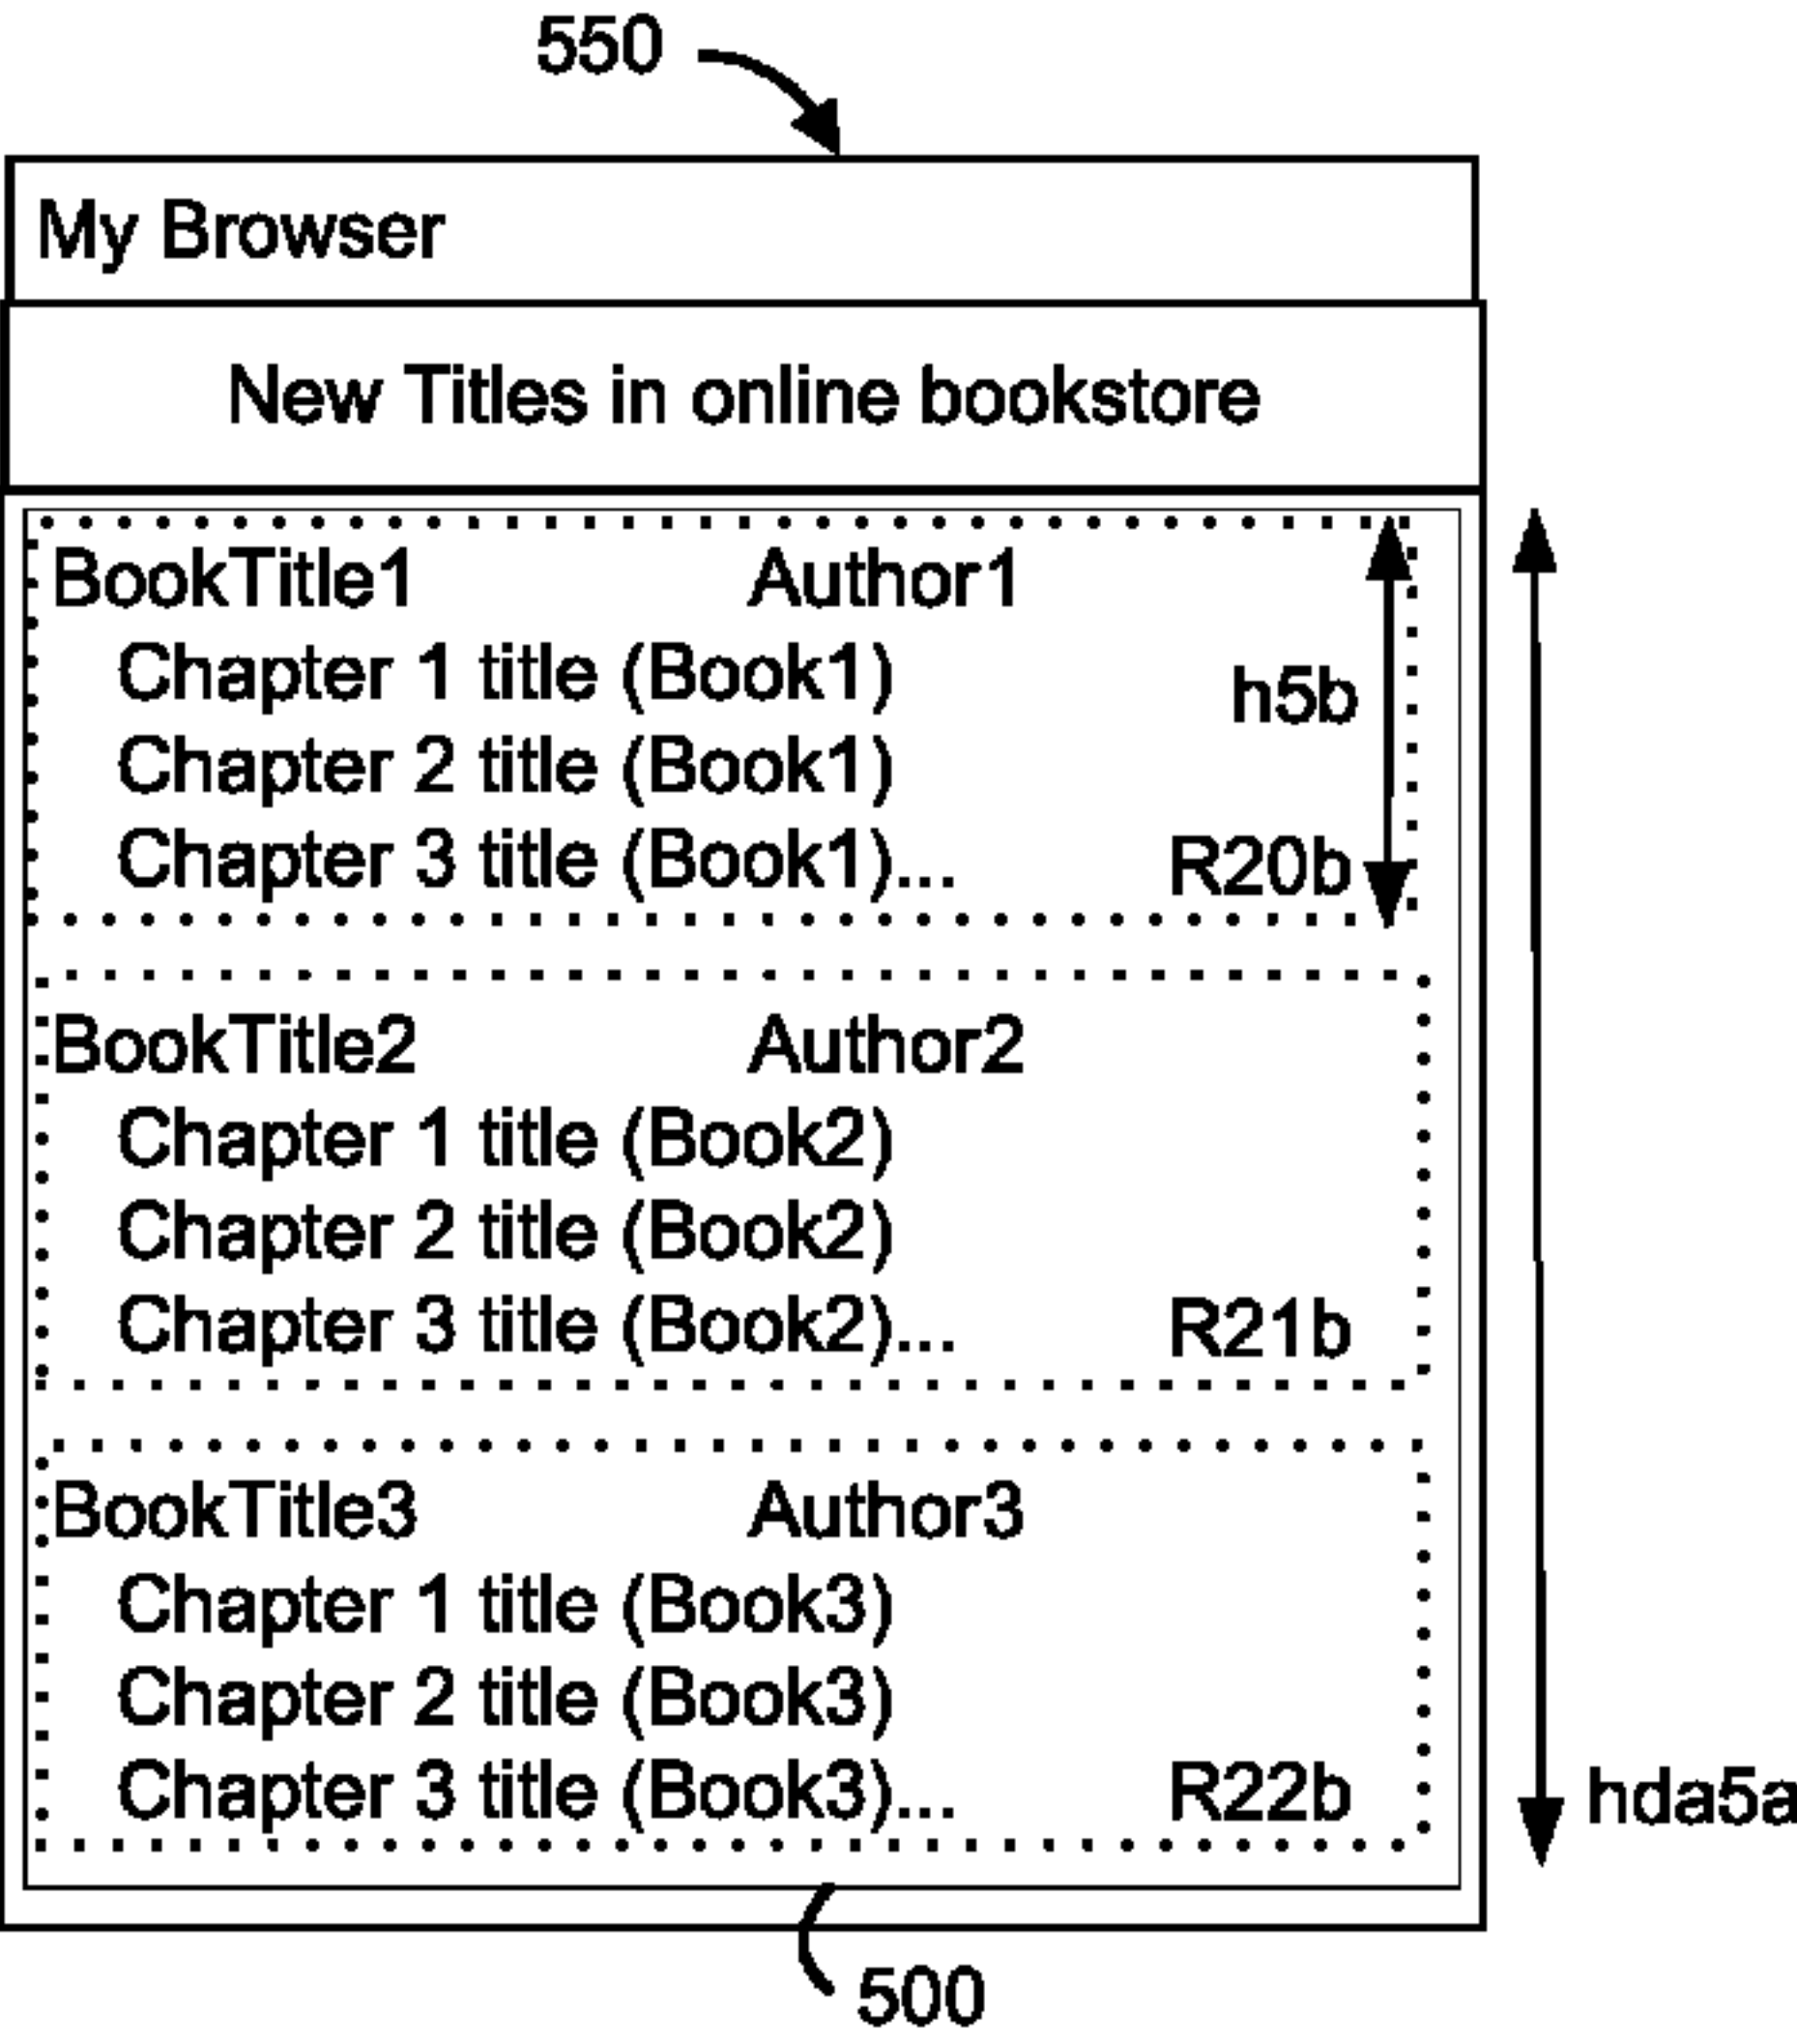 550
My Browser
New Titles in online bookstore
BookTitle1 Author1
Chapter 1 title (Book1)
h5b
Chapter 2 title (Book1)
Chapter 3 title (Book1)... R20b
BookTitle2 Author2
Chapter 1 title (Book2)
Chapter 2 title (Book2)
Chapter 3 title (Book2)... R21b
BookTitle3 Author3
Chapter 1 title (Book3)
Chapter 2 title (Book3)
Chapter 3 title (Book3)... R22b
hda5a
500